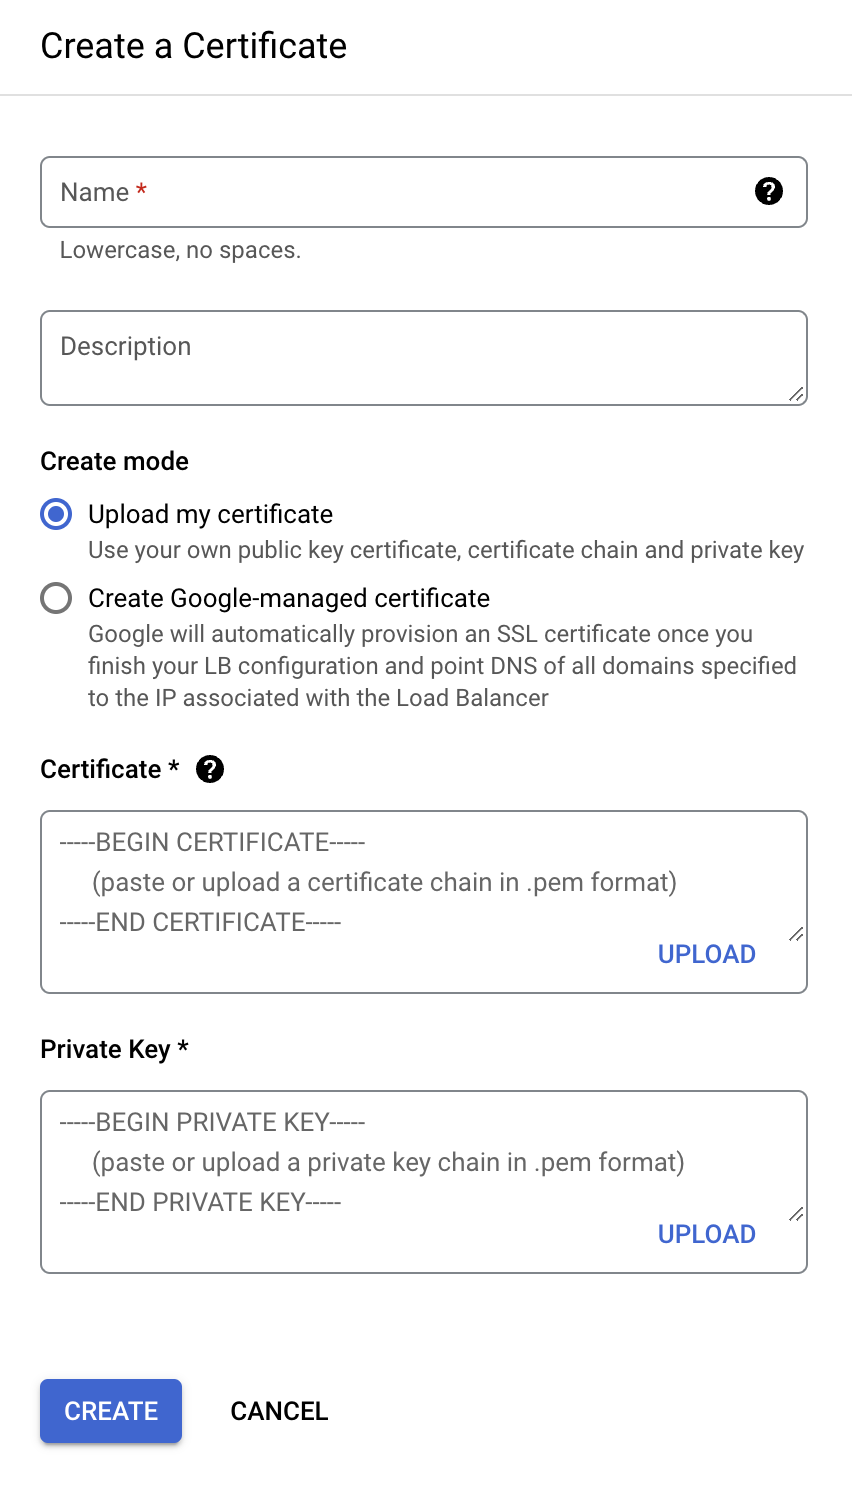 Create a Certificate
Name *
Lowercase, no spaces.
Description
Create mode
Upload my certificate
Use your own public key certificate, certificate chain and private key
Create Google-managed certificate
Google will automatically provision an SSL certificate once you
finish your LB configuration and point DNS of all domains specified
to the IP associated with the Load Balancer
Certificate *
-----BEGIN CERTIFICATE-----
(paste or upload a certificate chain in .pem format)
-----END CERTIFICATE-----
UPLOAD
Private Key *
-----BEGIN PRIVATE KEY-----
(paste or upload a private key chain in .pem format)
-----END PRIVATE KEY-----
UPLOAD
CREATE CANCEL